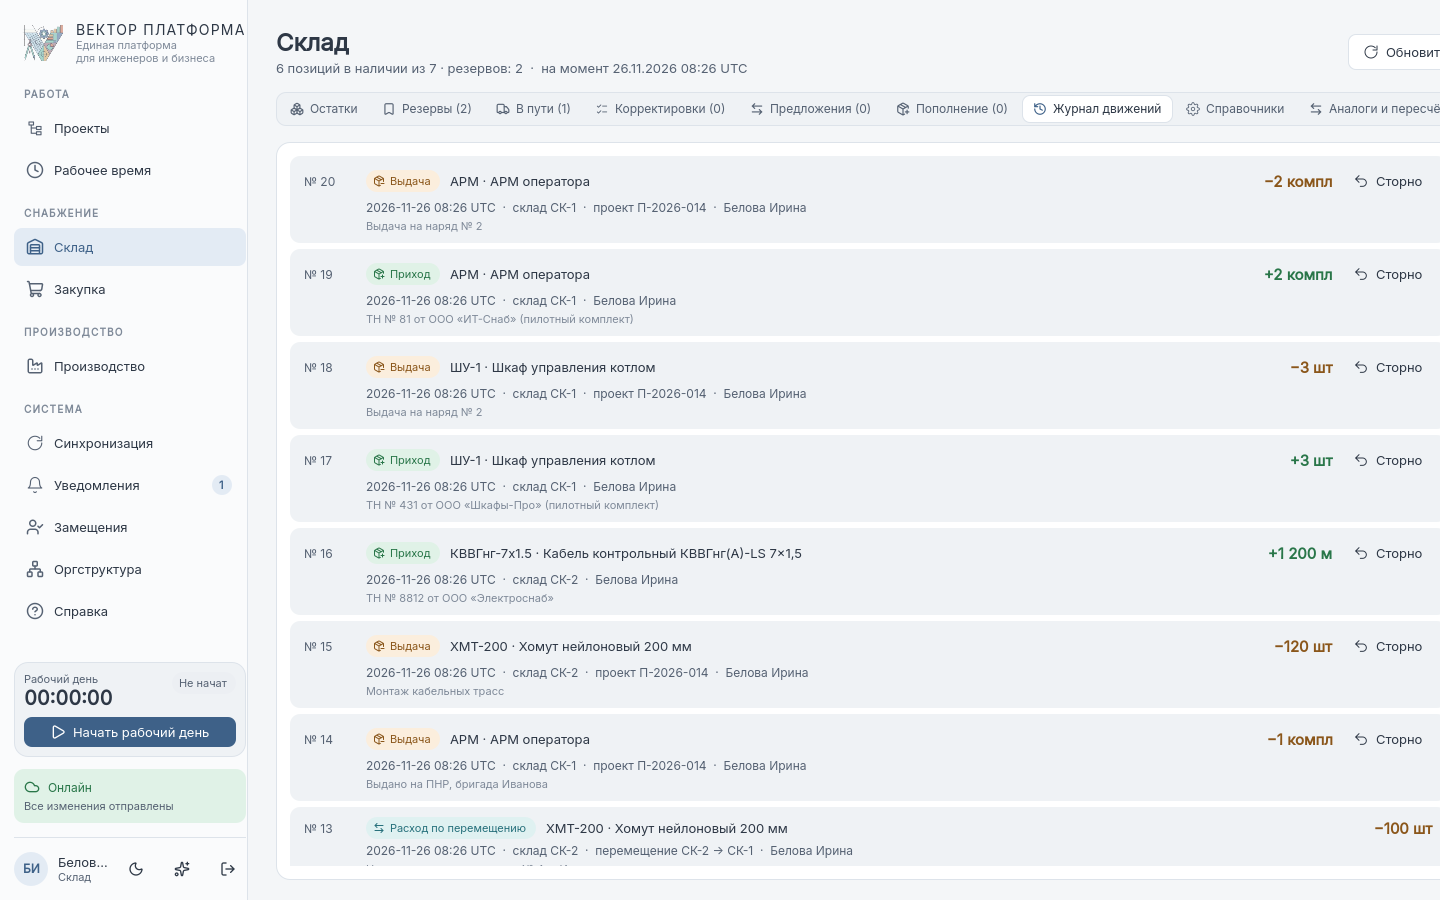 ВЕКТОР ПЛАТФОРМА
Единая платформа
для инженеров и бизнеса
РАБОТА
Проекты
Рабочее время
СНАБЖЕНИЕ
Склад
Закупка
ПРОИЗВОДСТВО
Производство
СИСТЕМА
Синхронизация
Уведомления 1
Замещения
Оргструктура
Справка
Рабочий день
00:00:00
Не начат
Начать рабочий день
Онлайн
Все изменения отправлены
БИ
Белов...
Склад
Склад
6 позиций в наличии из 7 · резервов: 2 · на момент 26.11.2026 08:26 UTC
Обновит
Остатки Резервы (2) В пути (1) Корректировки (0) Предложения (0) Пополнение (0) Журнал движений Справочники Аналоги и пересчё
№ 20 Выдача АРМ · АРМ оператора −2 компл Сторно
2026-11-26 08:26 UTC · склад СК-1 · проект П-2026-014 · Белова Ирина
Выдача на наряд № 2
№ 19 Приход АРМ · АРМ оператора +2 компл Сторно
2026-11-26 08:26 UTC · склад СК-1 · Белова Ирина
ТН № 81 от ООО «ИТ-Снаб» (пилотный комплект)
№ 18 Выдача ШУ-1 · Шкаф управления котлом −3 шт Сторно
2026-11-26 08:26 UTC · склад СК-1 · проект П-2026-014 · Белова Ирина
Выдача на наряд № 2
№ 17 Приход ШУ-1 · Шкаф управления котлом +3 шт Сторно
2026-11-26 08:26 UTC · склад СК-1 · Белова Ирина
ТН № 431 от ООО «Шкафы-Про» (пилотный комплект)
№ 16 Приход КВВГнг-7х1.5 · Кабель контрольный КВВГнг(А)-LS 7×1,5 +1 200 м Сторно
2026-11-26 08:26 UTC · склад СК-2 · Белова Ирина
ТН № 8812 от ООО «Электроснаб»
№ 15 Выдача ХМТ-200 · Хомут нейлоновый 200 мм −120 шт Сторно
2026-11-26 08:26 UTC · склад СК-2 · проект П-2026-014 · Белова Ирина
Монтаж кабельных трасс
№ 14 Выдача АРМ · АРМ оператора −1 компл Сторно
2026-11-26 08:26 UTC · склад СК-1 · проект П-2026-014 · Белова Ирина
Выдано на ПНР, бригада Иванова
№ 13 Расход по перемещению ХМТ-200 · Хомут нейлоновый 200 мм −100 шт
2026-11-26 08:26 UTC · склад СК-2 · перемещение СК-2 → СК-1 · Белова Ирина